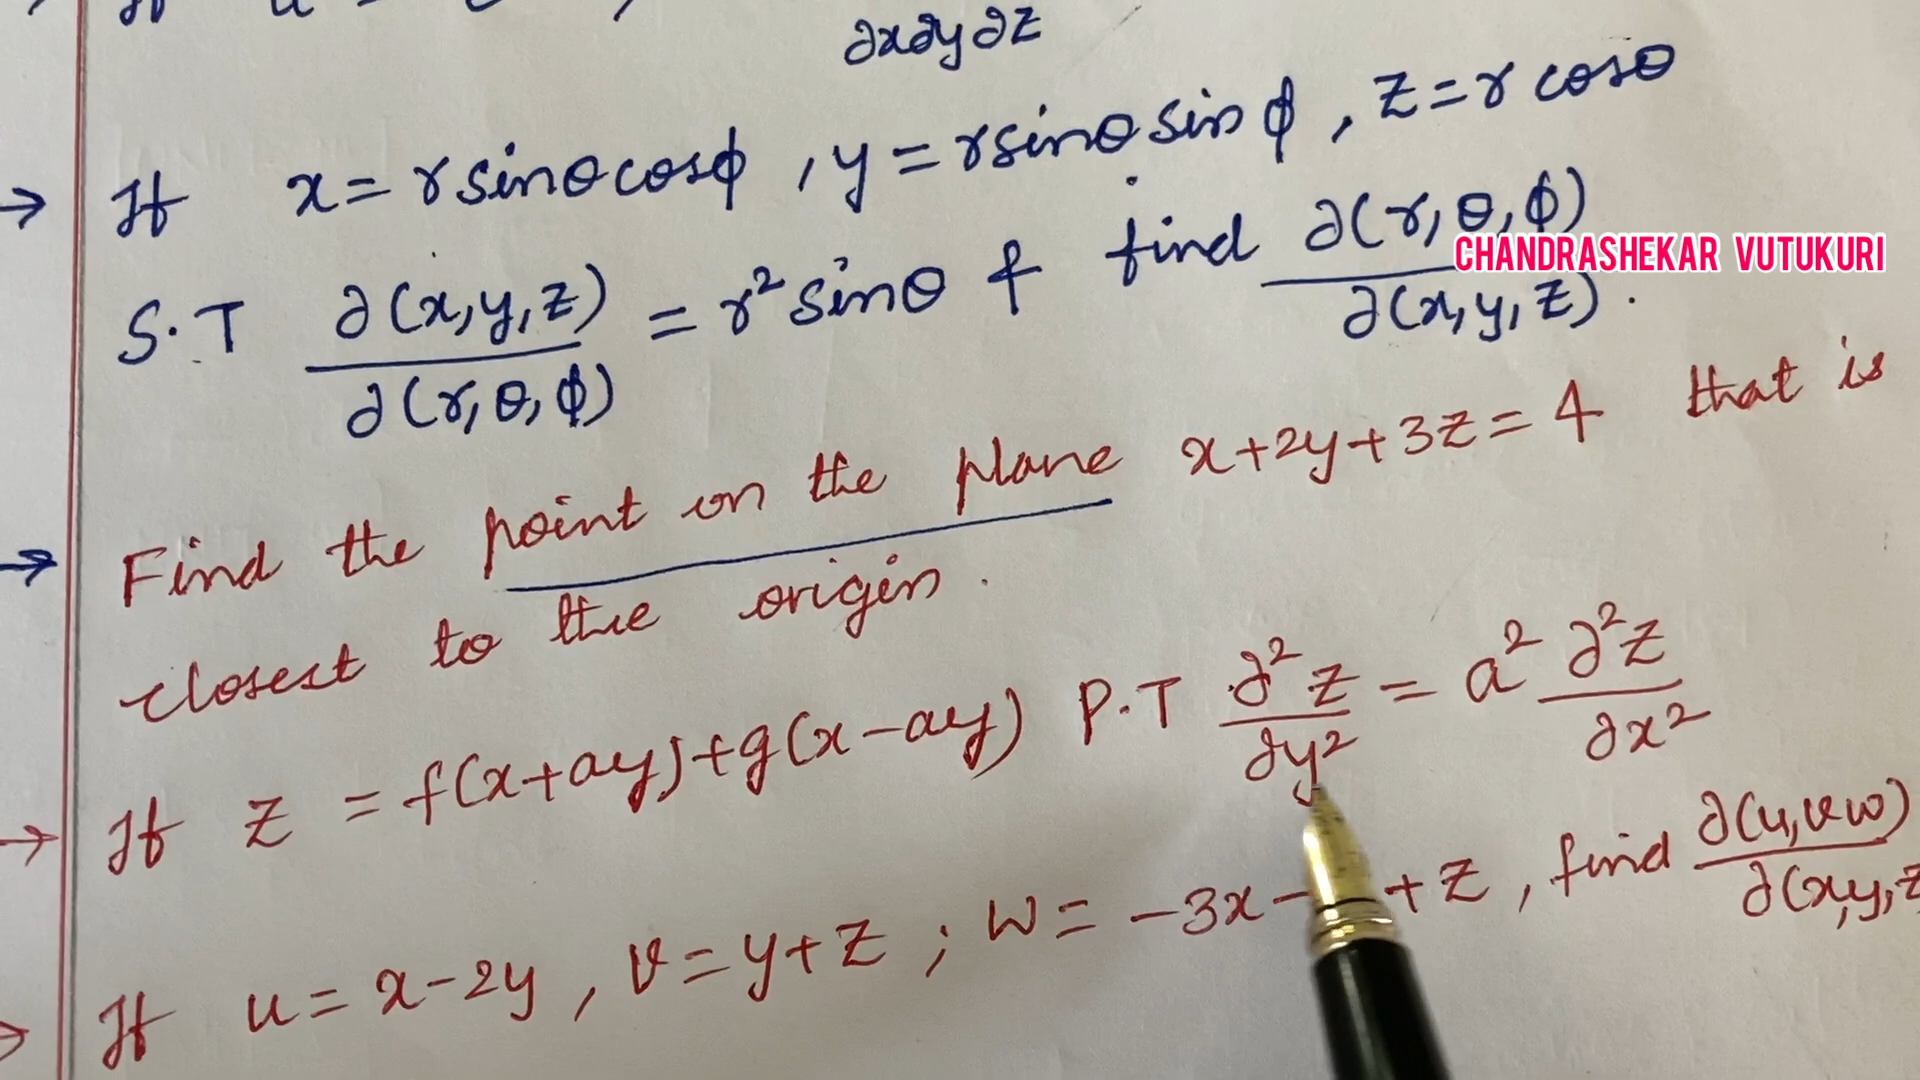 ∂x∂y∂z
→ If x = r sinθ cosϕ , y = r sinθ sin ϕ , z = r cosθ
S.T ∂(x,y,z)/∂(r,θ,ϕ) = r² sinθ & find ∂(r,θ,ϕ)/∂(x,y,z) .
CHANDRASHEKAR VUTUKURI
→ Find the point on the plane x+2y+3z = 4 that is
closest to the origin .
→ If z = f(x+ay)+g(x-ay) P.T ∂²z/∂y² = a² ∂²z/∂x²
→ If u = x-2y , v = y+z ; w = -3x- +z , find ∂(u,v,w)/∂(x,y,z